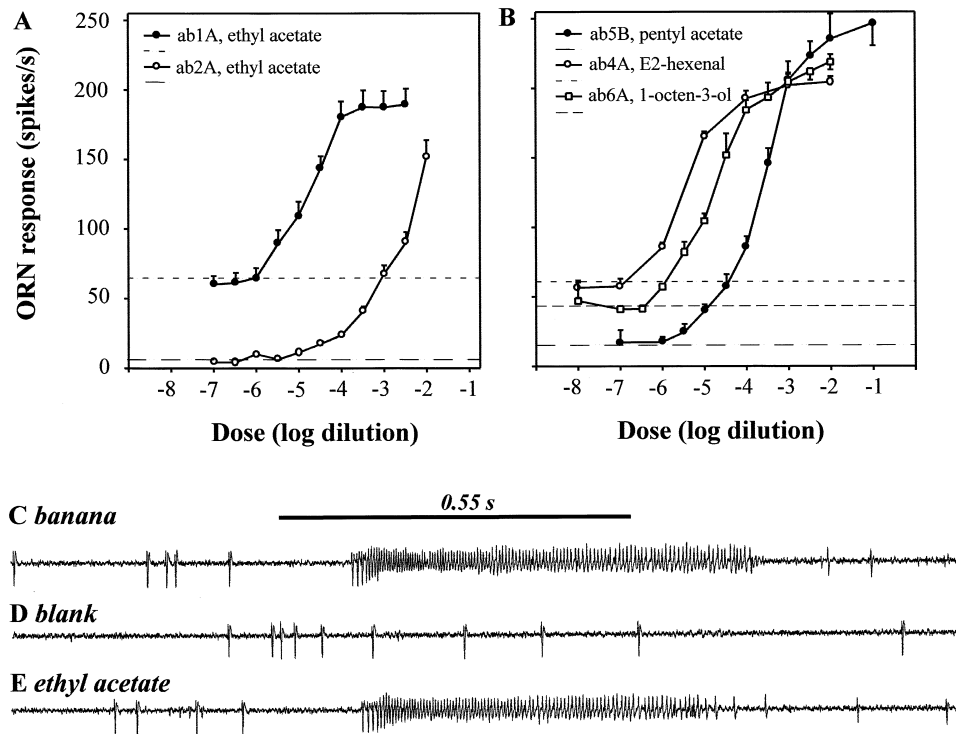 A
ORN response (spikes/s)
250
200
150
100
50
0
ab1A, ethyl acetate
ab2A, ethyl acetate
-7 -6 -5 -4 -3 -2 -1
Dose (log dilution)
B
ab5B, pentyl acetate
ab4A, E2-hexenal
ab6A, 1-octen-3-ol
-8 -7 -6 -5 -4 -3 -2 -1
Dose (log dilution)
0.55 s
C banana
D blank
E ethyl acetate